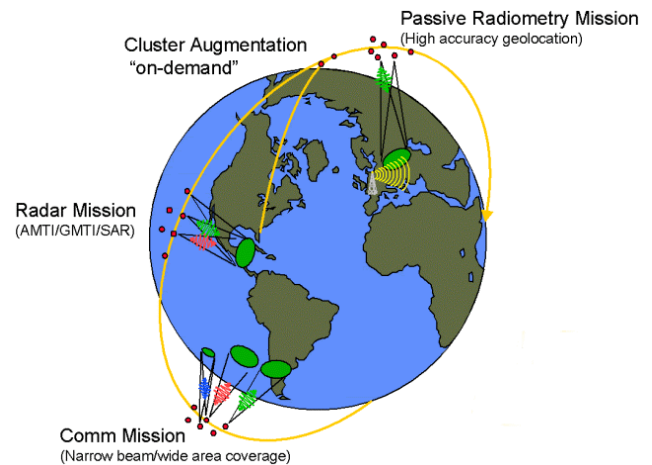 Passive Radiometry Mission
(High accuracy geolocation)
Cluster Augmentation
“on-demand”
Radar Mission
(AMTI/GMTI/SAR)
Comm Mission
(Narrow beam/wide area coverage)